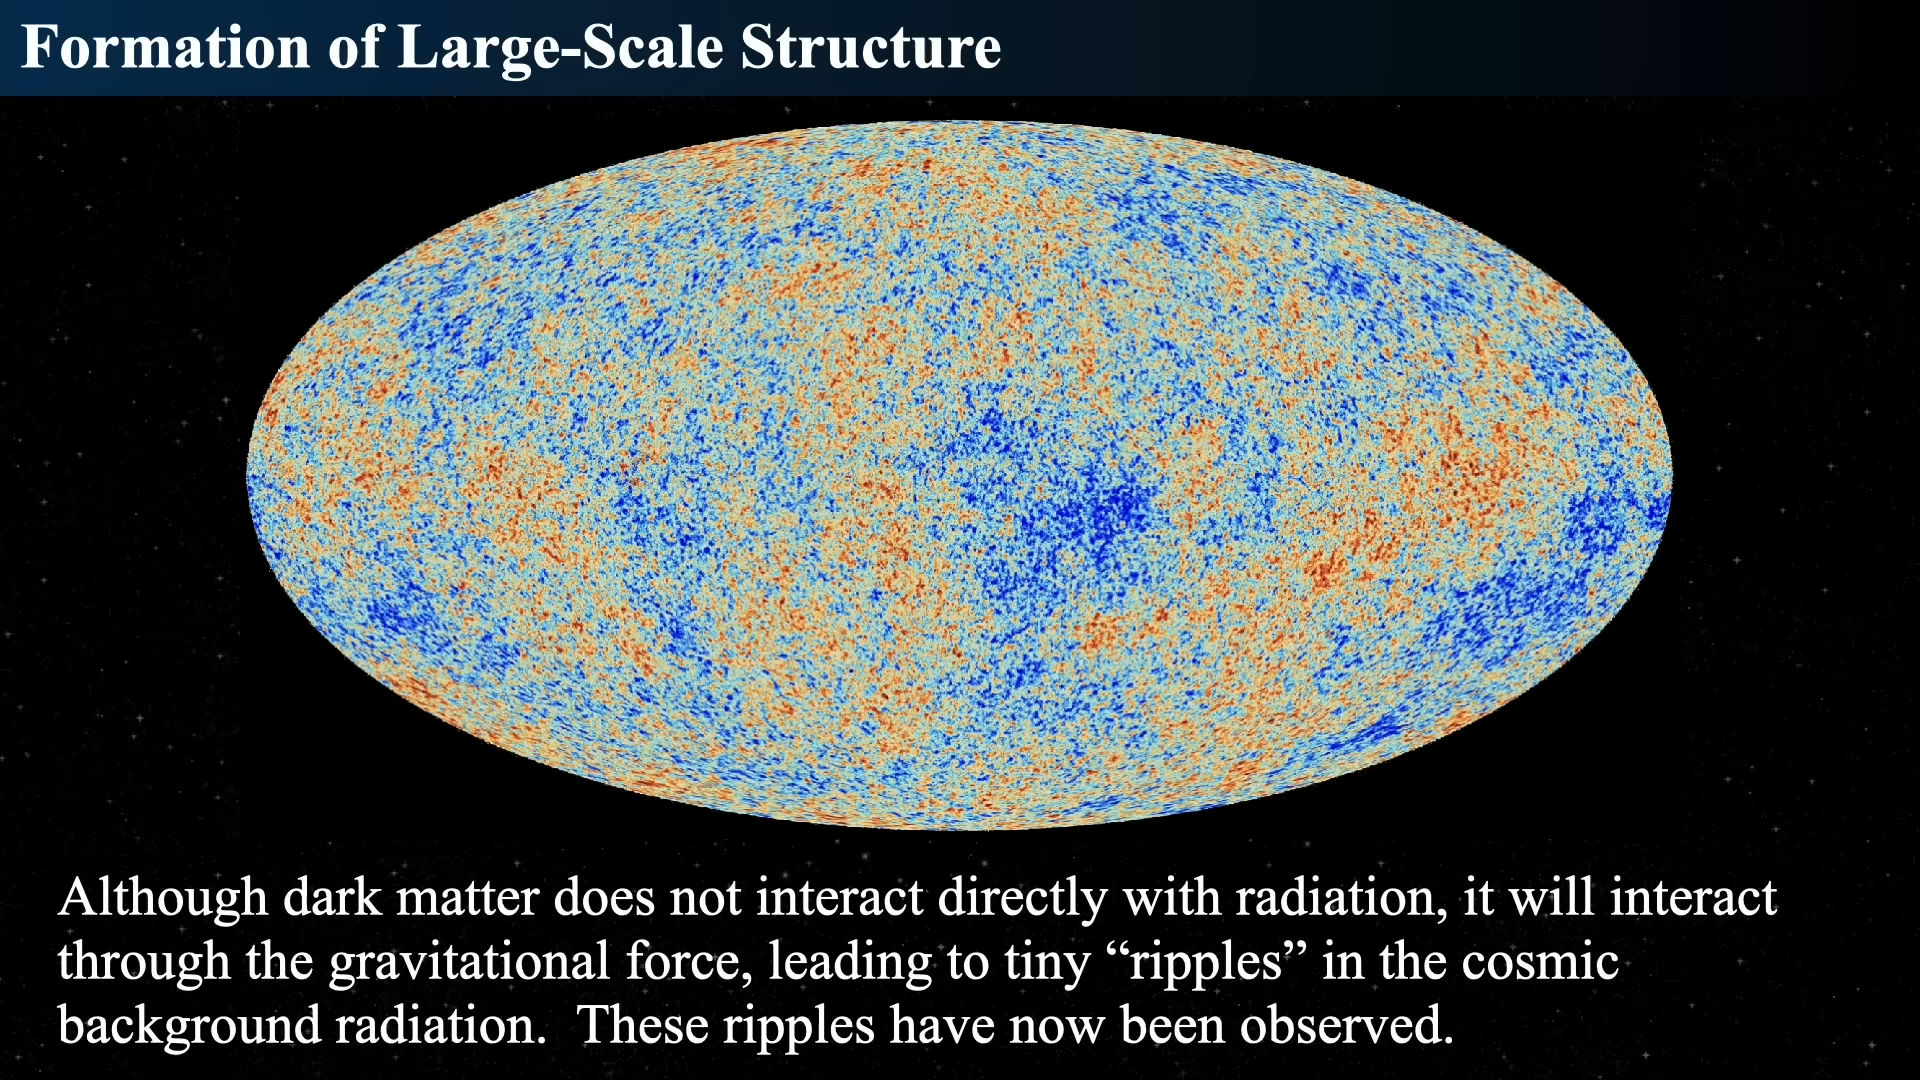 Formation of Large-Scale Structure
Although dark matter does not interact directly with radiation, it will interact
through the gravitational force, leading to tiny “ripples” in the cosmic
background radiation.  These ripples have now been observed.